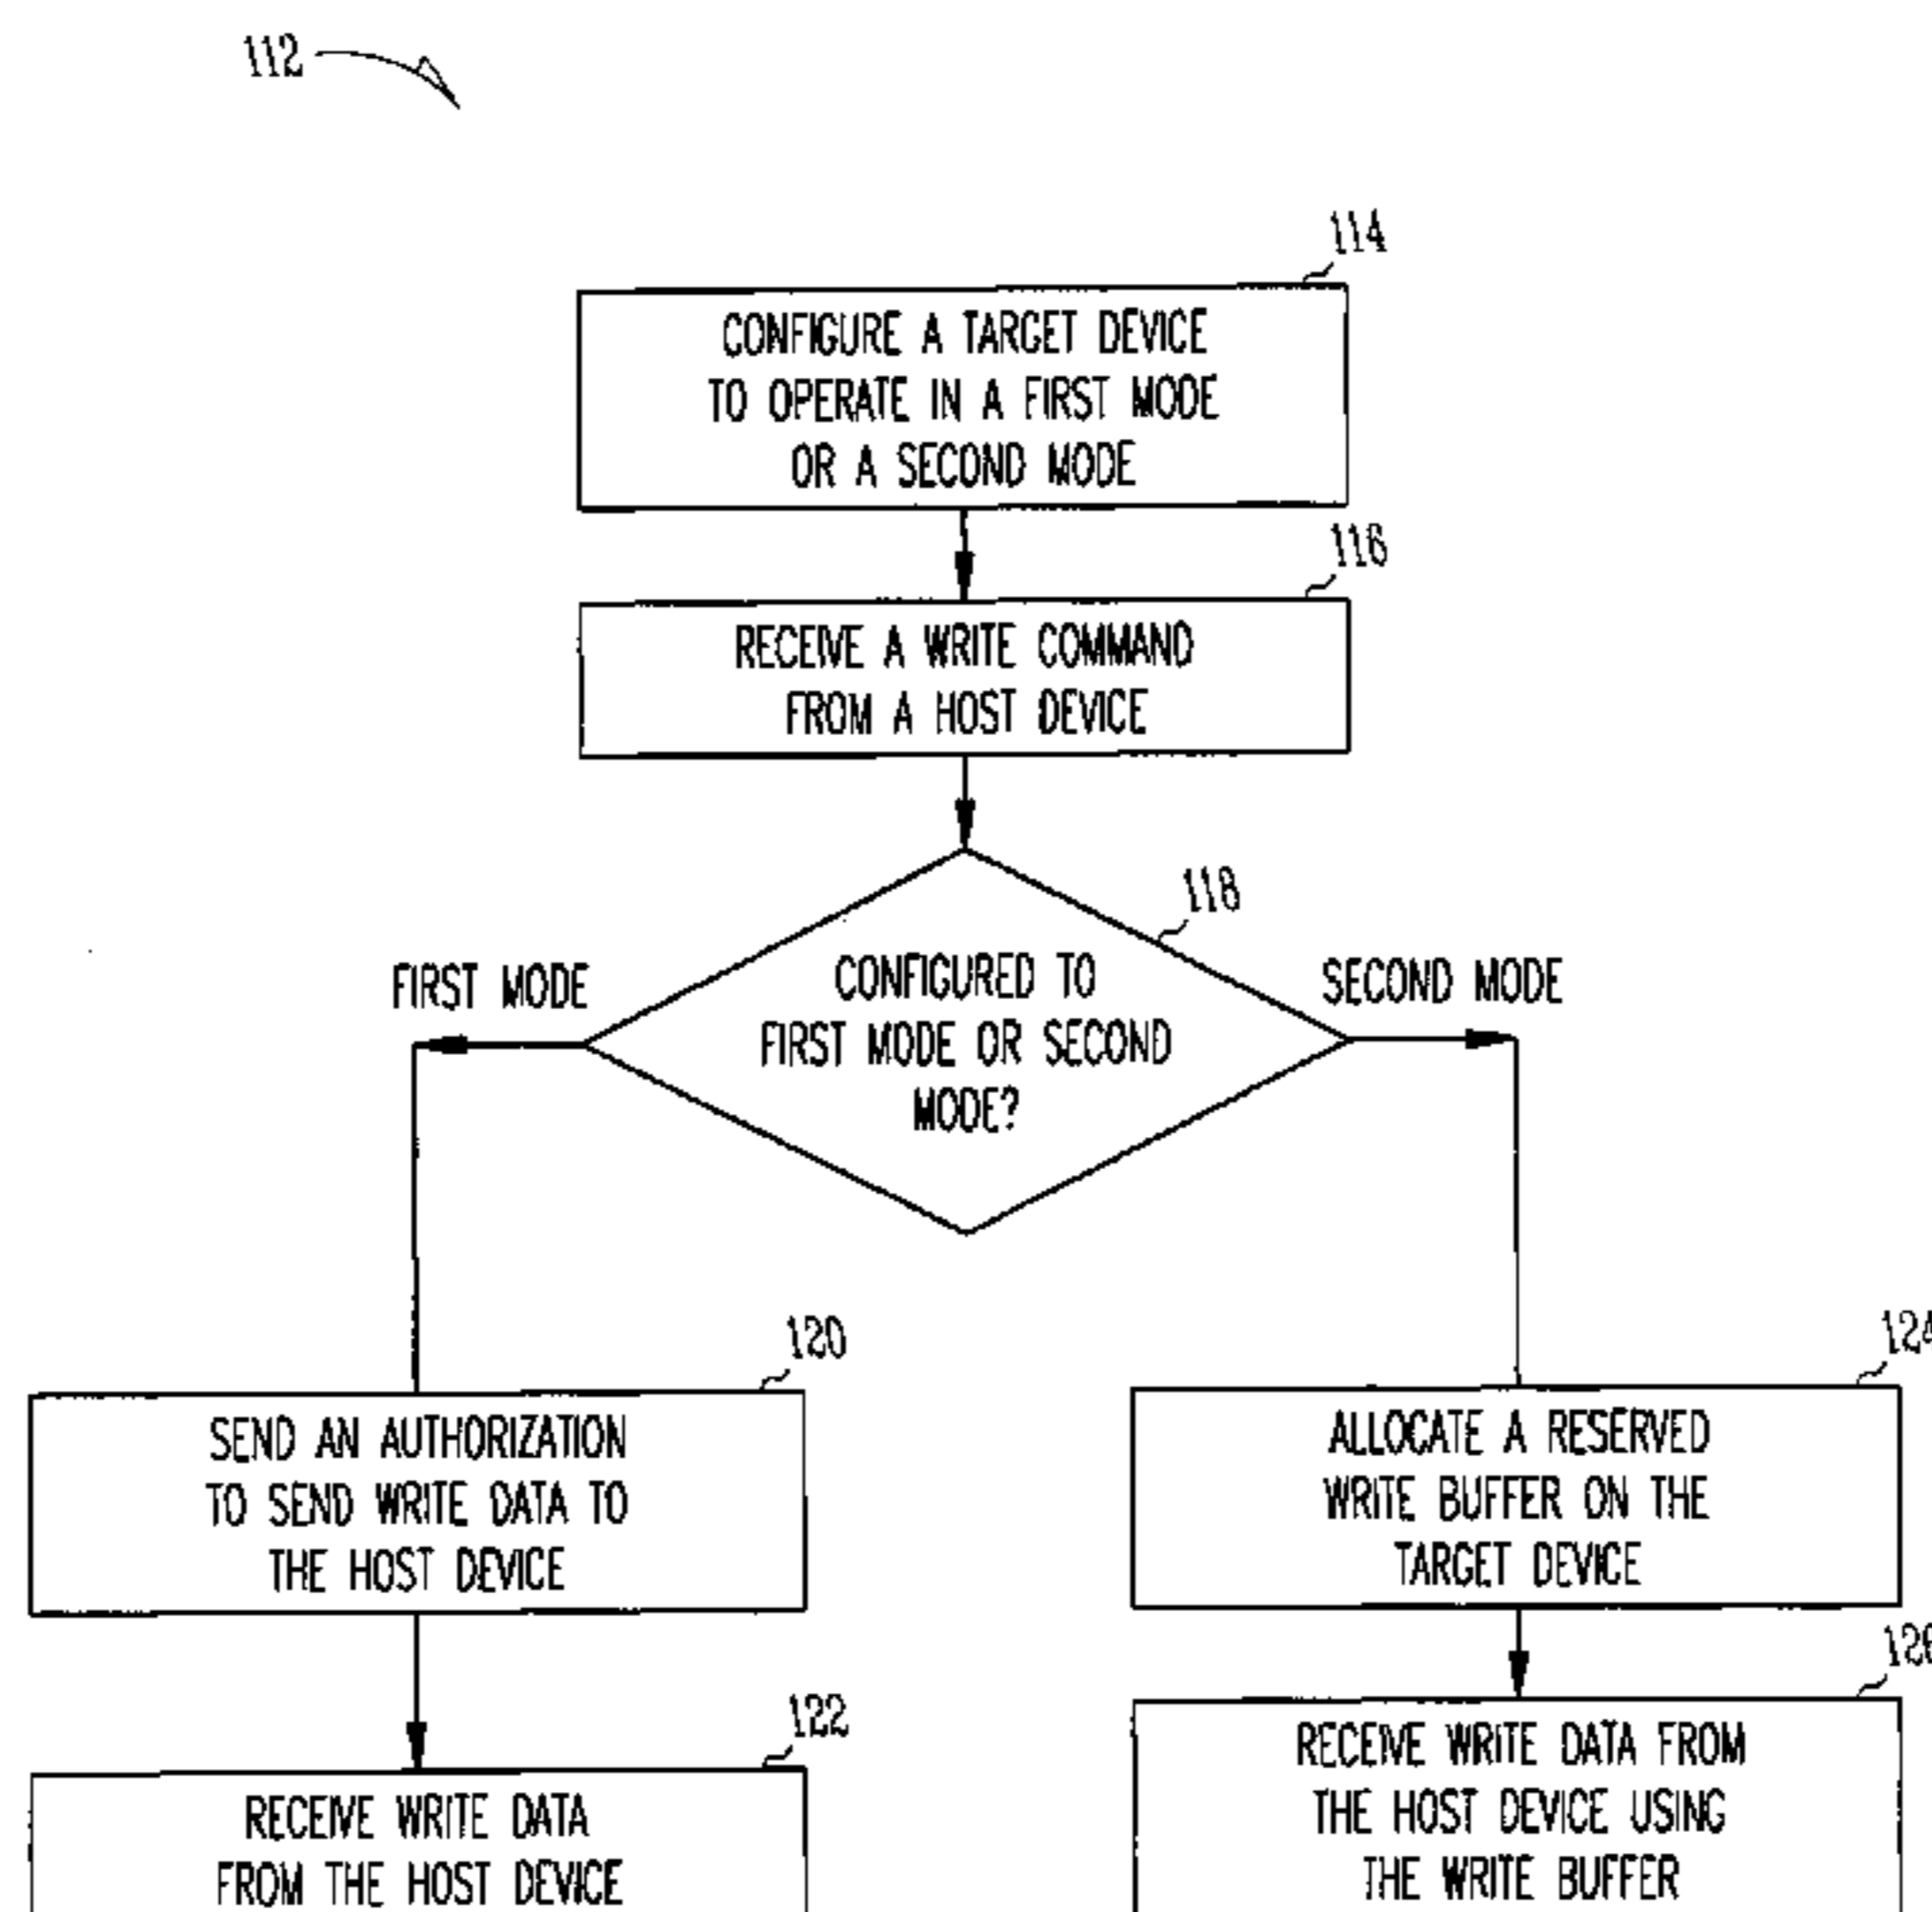 112
114
CONFIGURE A TARGET DEVICE
TO OPERATE IN A FIRST MODE
OR A SECOND MODE
116
RECEIVE A WRITE COMMAND
FROM A HOST DEVICE
118
CONFIGURED TO
FIRST MODE OR SECOND
MODE?
FIRST MODE
SECOND MODE
120
SEND AN AUTHORIZATION
TO SEND WRITE DATA TO
THE HOST DEVICE
122
RECEIVE WRITE DATA
FROM THE HOST DEVICE
124
ALLOCATE A RESERVED
WRITE BUFFER ON THE
TARGET DEVICE
126
RECEIVE WRITE DATA FROM
THE HOST DEVICE USING
THE WRITE BUFFER